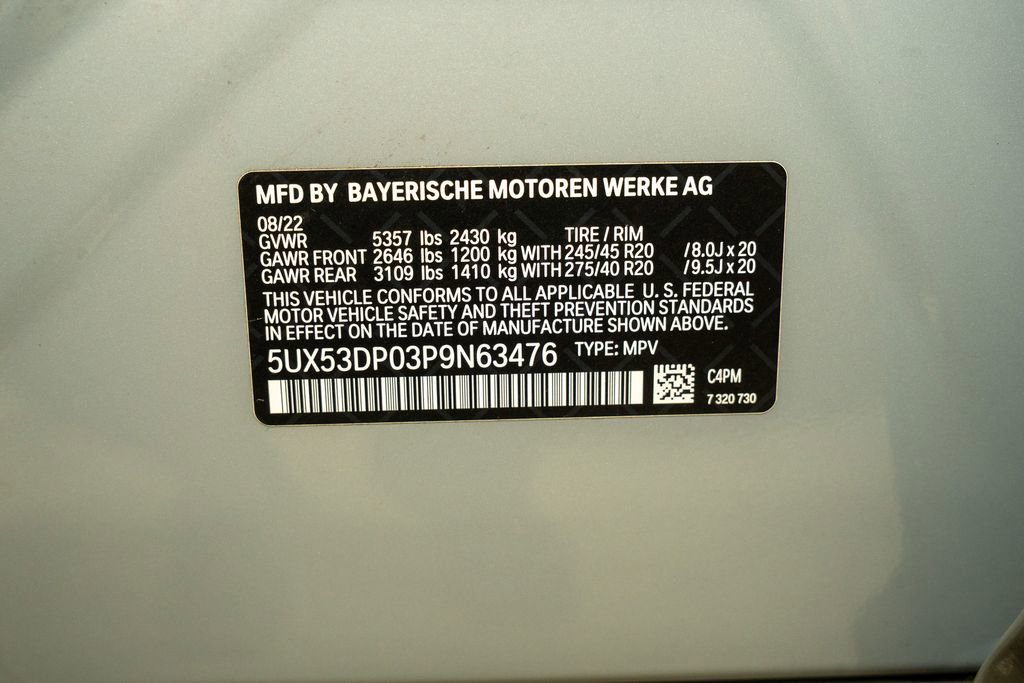 MFD BY BAYERISCHE MOTOREN WERKE AG
08/22
GVWR 5357 lbs 2430 kg TIRE / RIM
GAWR FRONT 2646 lbs 1200 kg WITH 245/45 R20 /8.0J x 20
GAWR REAR 3109 lbs 1410 kg WITH 275/40 R20 /9.5J x 20
THIS VEHICLE CONFORMS TO ALL APPLICABLE U. S. FEDERAL
MOTOR VEHICLE SAFETY AND THEFT PREVENTION STANDARDS
IN EFFECT ON THE DATE OF MANUFACTURE SHOWN ABOVE.
5UX53DP03P9N63476 TYPE: MPV
C4PM
7 320 730